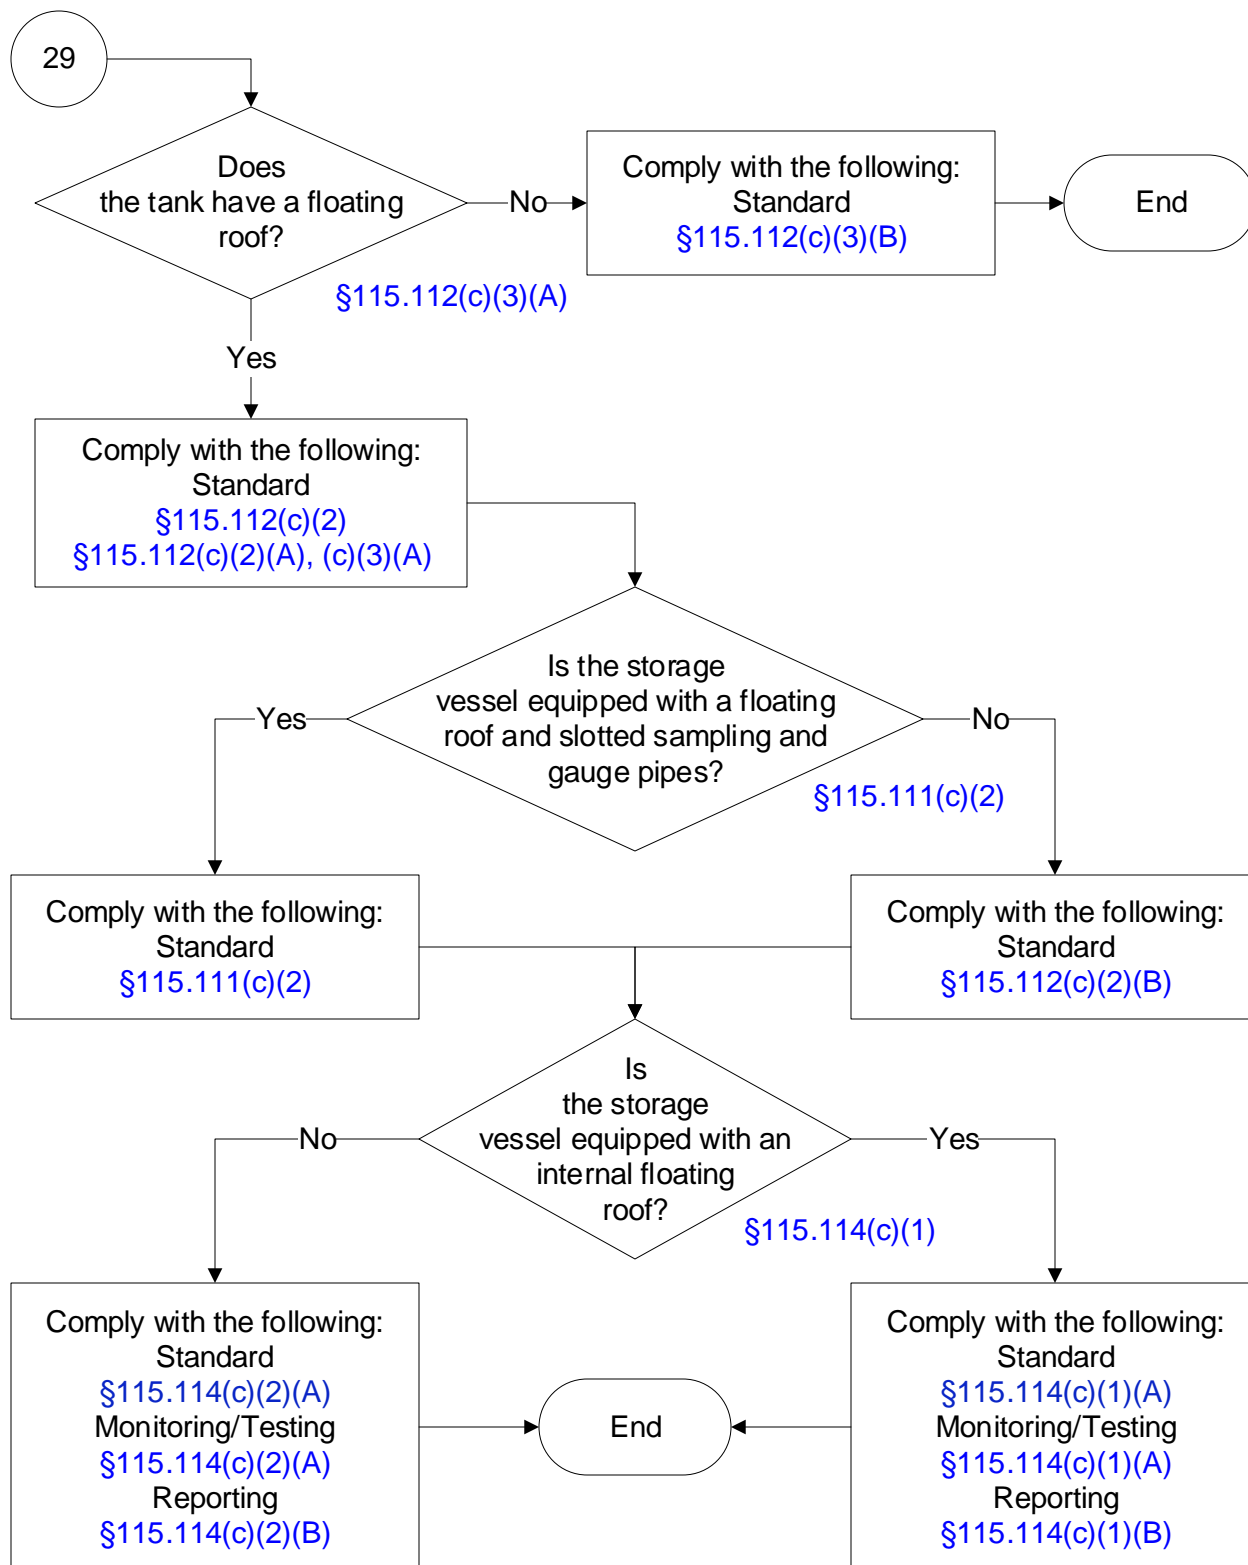 29
Does
the tank have a floating
roof?
No
Comply with the following:
Standard
§115.112(c)(3)(B)
End
§115.112(c)(3)(A)
Yes
Comply with the following:
Standard
§115.112(c)(2)
§115.112(c)(2)(A), (c)(3)(A)
Is the storage
vessel equipped with a floating
roof and slotted sampling and
gauge pipes?
Yes
No
§115.111(c)(2)
Comply with the following:
Standard
§115.111(c)(2)
Comply with the following:
Standard
§115.112(c)(2)(B)
Is
the storage
vessel equipped with an
internal floating
roof?
No
Yes
§115.114(c)(1)
Comply with the following:
Standard
§115.114(c)(2)(A)
Monitoring/Testing
§115.114(c)(2)(A)
Reporting
§115.114(c)(2)(B)
End
Comply with the following:
Standard
§115.114(c)(1)(A)
Monitoring/Testing
§115.114(c)(1)(A)
Reporting
§115.114(c)(1)(B)